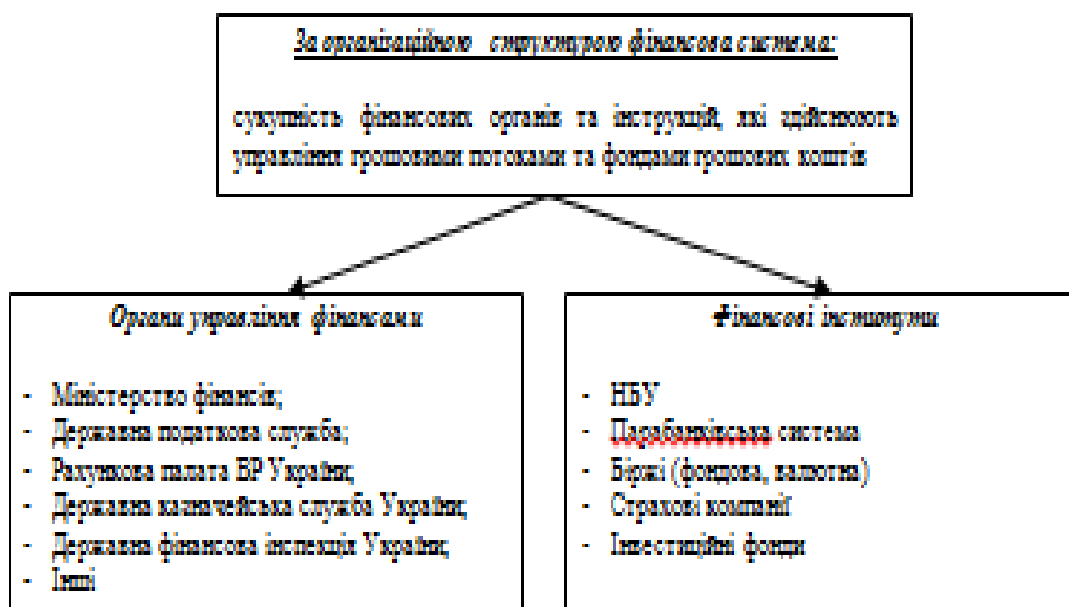 За організаційною структурою фінансова система:
сукупність фінансових органів та інструкцій, які здійснюють
управління грошовими потоками та фондами грошових коштів
Органи управління фінансами
- Міністерство фінансів;
- Державна податкова служба;
- Рахункова палата ВР України;
- Державна казначейська служба України;
- Державна фінансова інспекція України;
- Інші
Фінансові інститути
- НБУ
- Парабанківська система
- Біржі (фондова, валютна)
- Страхові компанії
- Інвестиційні фонди